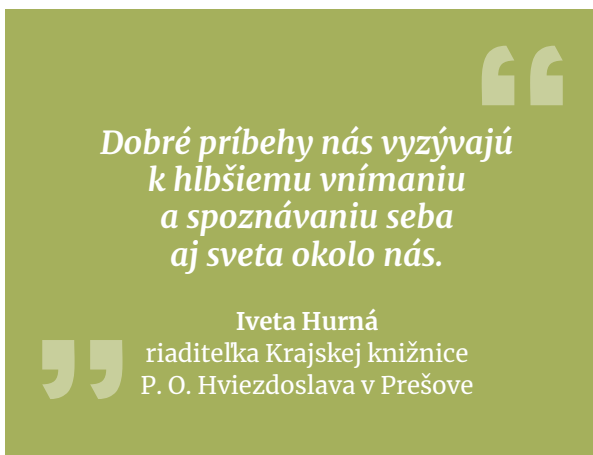 Dobré príbehy nás vyzývajú
k hlbšiemu vnímaniu
a spoznávaniu seba
aj sveta okolo nás.
Iveta Hurná
riaditeľka Krajskej knižnice
P. O. Hviezdoslava v Prešove